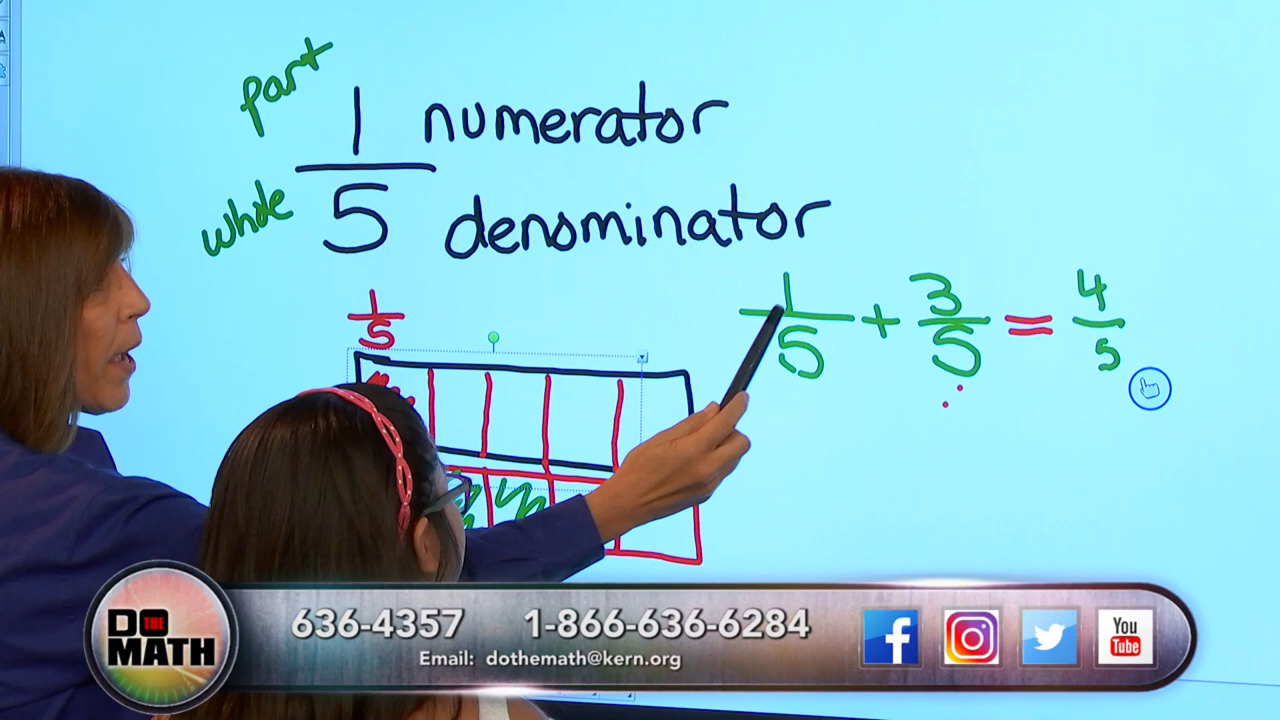 part
1 numerator
whole
5 denominator
1/5
1/5 + 3/5 = 4/5
DO THE MATH
636-4357 1-866-636-6284
Email: dothemath@kern.org
You Tube